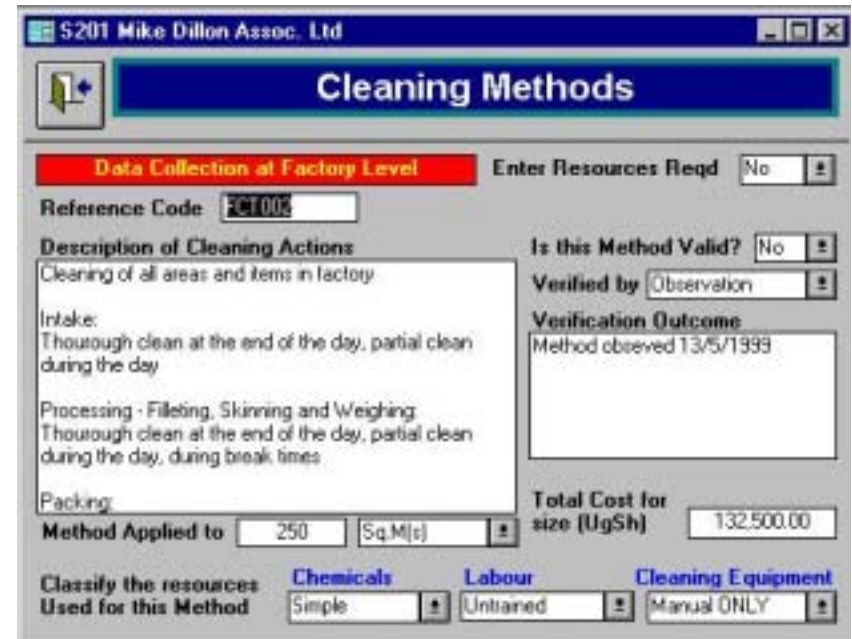 S201 Mike Dillon Assoc. Ltd
Cleaning Methods
Data Collection at Factory Level
Enter Resources Reqd No
Reference Code FCT003
Description of Cleaning Actions
Cleaning of all areas and items in factory
Intake:
Thourough clean at the end of the day, partial clean
during the day
Processing - Filleting, Skinning and Weighing:
Thourough clean at the end of the day, partial clean
during the day, during break times
Packing:
Is this Method Valid? No
Verified by Observation
Verification Outcome
Method obseved 13/5/1999
Method Applied to 250 Sq.M(s)
Total Cost for
size (UgSh) 132,500.00
Classify the resources
Used for this Method
Chemicals
Simple
Labour
Untrained
Cleaning Equipment
Manual ONLY